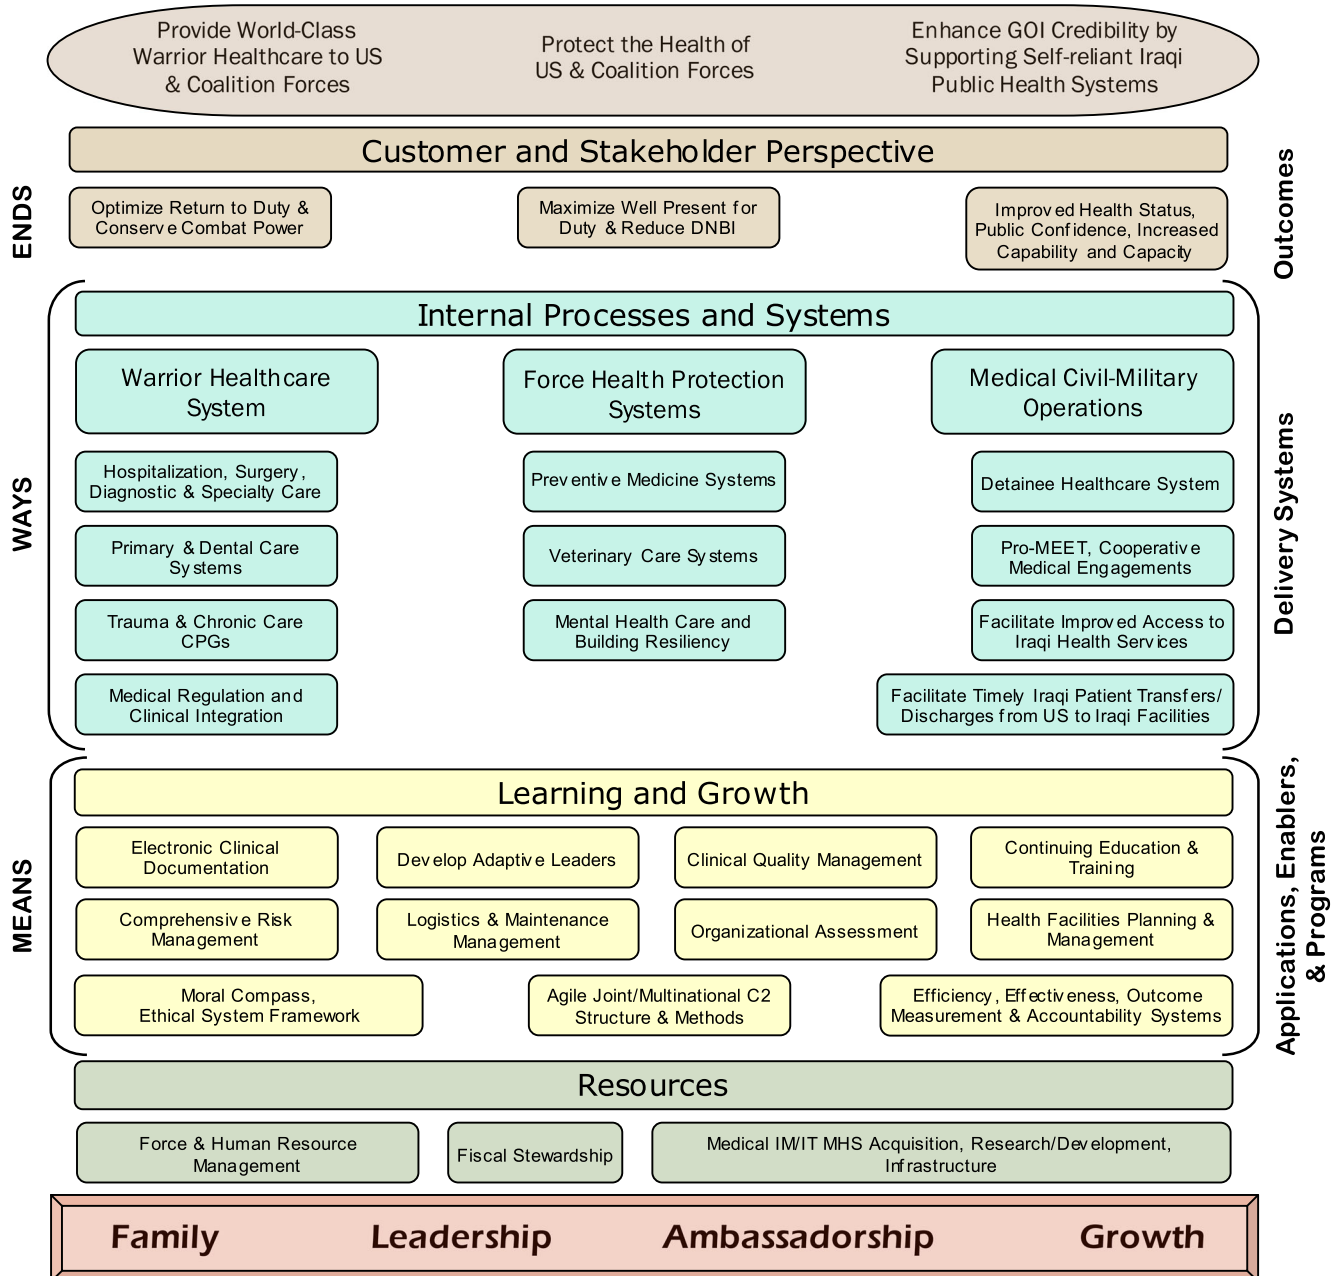 Provide World-Class
Warrior Healthcare to US
& Coalition Forces
Protect the Health of
US & Coalition Forces
Enhance GOI Credibility by
Supporting Self-reliant Iraqi
Public Health Systems
Customer and Stakeholder Perspective
ENDS
Outcomes
Optimize Return to Duty &
Conserve Combat Power
Maximize Well Present for
Duty & Reduce DNBI
Improved Health Status,
Public Confidence, Increased
Capability and Capacity
Internal Processes and Systems
WAYS
Delivery Systems
Warrior Healthcare
System
Force Health Protection
Systems
Medical Civil-Military
Operations
Hospitalization, Surgery,
Diagnostic & Specialty Care
Preventive Medicine Systems
Detainee Healthcare System
Primary & Dental Care
Systems
Veterinary Care Systems
Pro-MEET, Cooperative
Medical Engagements
Trauma & Chronic Care
CPGs
Mental Health Care and
Building Resiliency
Facilitate Improved Access to
Iraqi Health Services
Medical Regulation and
Clinical Integration
Facilitate Timely Iraqi Patient Transfers/
Discharges from US to Iraqi Facilities
Learning and Growth
MEANS
Applications, Enablers,
& Programs
Electronic Clinical
Documentation
Develop Adaptive Leaders
Clinical Quality Management
Continuing Education &
Training
Comprehensive Risk
Management
Logistics & Maintenance
Management
Organizational Assessment
Health Facilities Planning &
Management
Moral Compass,
Ethical System Framework
Agile Joint/Multinational C2
Structure & Methods
Efficiency, Effectiveness, Outcome
Measurement & Accountability Systems
Resources
Force & Human Resource
Management
Fiscal Stewardship
Medical IM/IT MHS Acquisition, Research/Development,
Infrastructure
Family Leadership Ambassadorship Growth